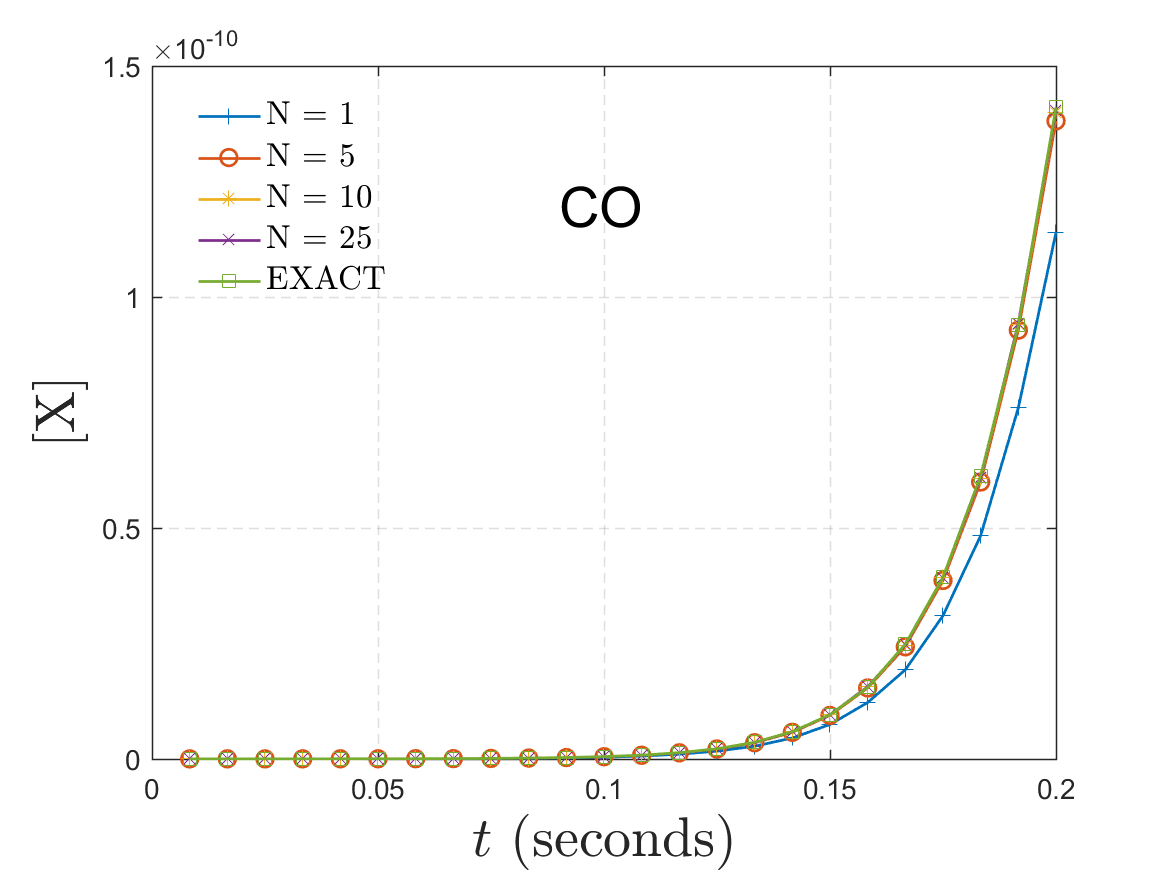 ×10-10
1.5
N = 1
N = 5
N = 10
N = 25
EXACT
CO
1
0.5
0
[X]
0 0.05 0.1 0.15 0.2
t (seconds)